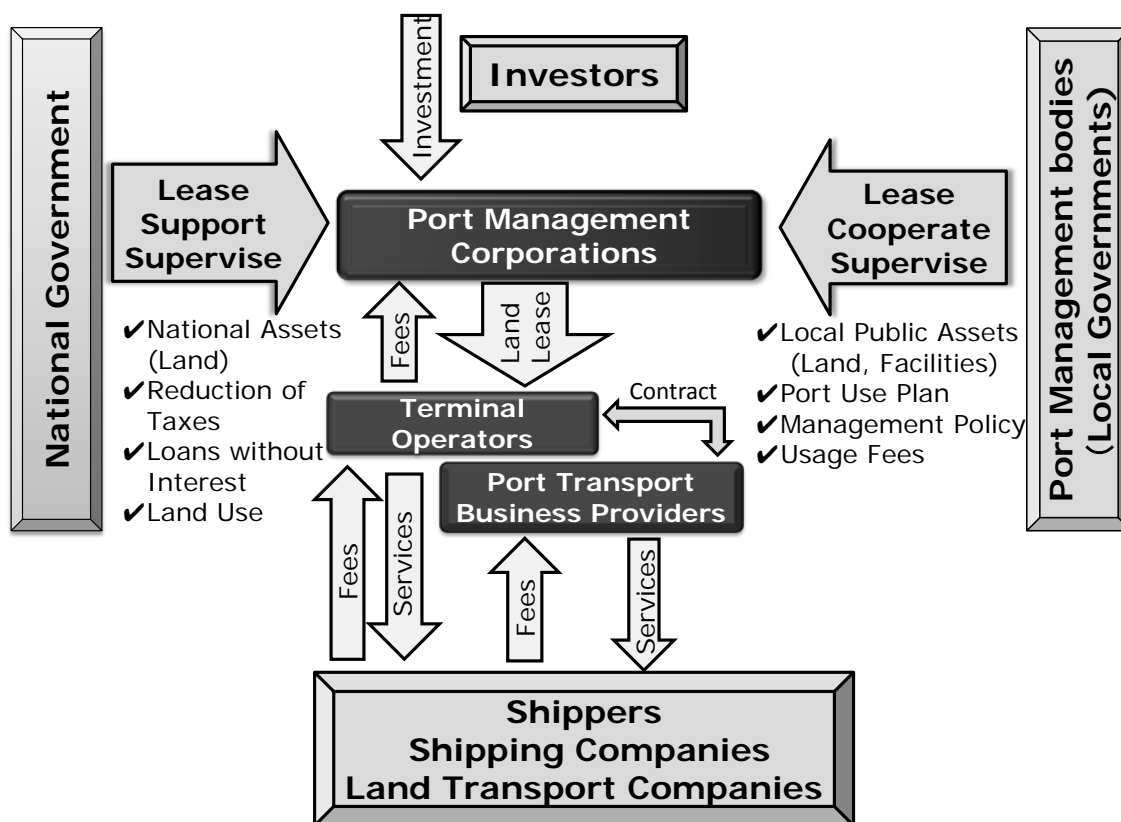 National Government
Investment
Investors
Port Management bodies
(Local Governments)
Lease
Support
Supervise
Port Management
Corporations
Lease
Cooperate
Supervise
✔National Assets
(Land)
✔Reduction of
Taxes
✔Loans without
Interest
✔Land Use
Fees
Land
Lease
✔Local Public Assets
(Land, Facilities)
✔Port Use Plan
✔Management Policy
✔Usage Fees
Terminal
Operators
Contract
Port Transport
Business Providers
Fees
Services
Fees
Services
Shippers
Shipping Companies
Land Transport Companies